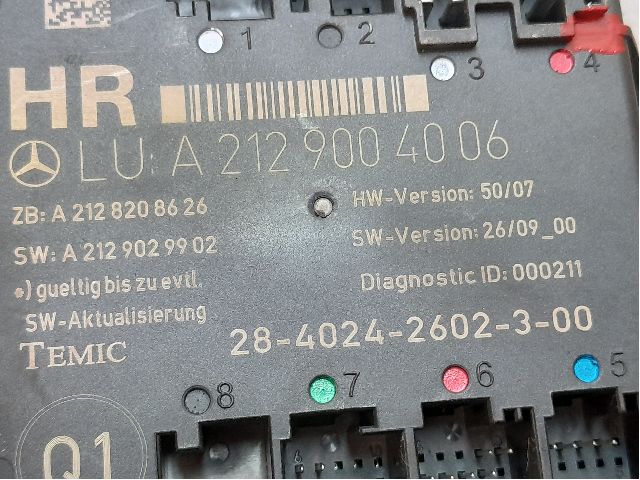 1 2 3 4
HR
LU: A 212 900 40 06
ZB: A 212 820 86 26
HW-Version: 50/07
SW: A 212 902 99 02
SW-Version: 26/09_00
*) gueltig bis zu evtl.
SW-Aktualisierung
Diagnostic ID: 000211
TEMIC
28-4024-2602-3-00
8 7 6 5
Q1